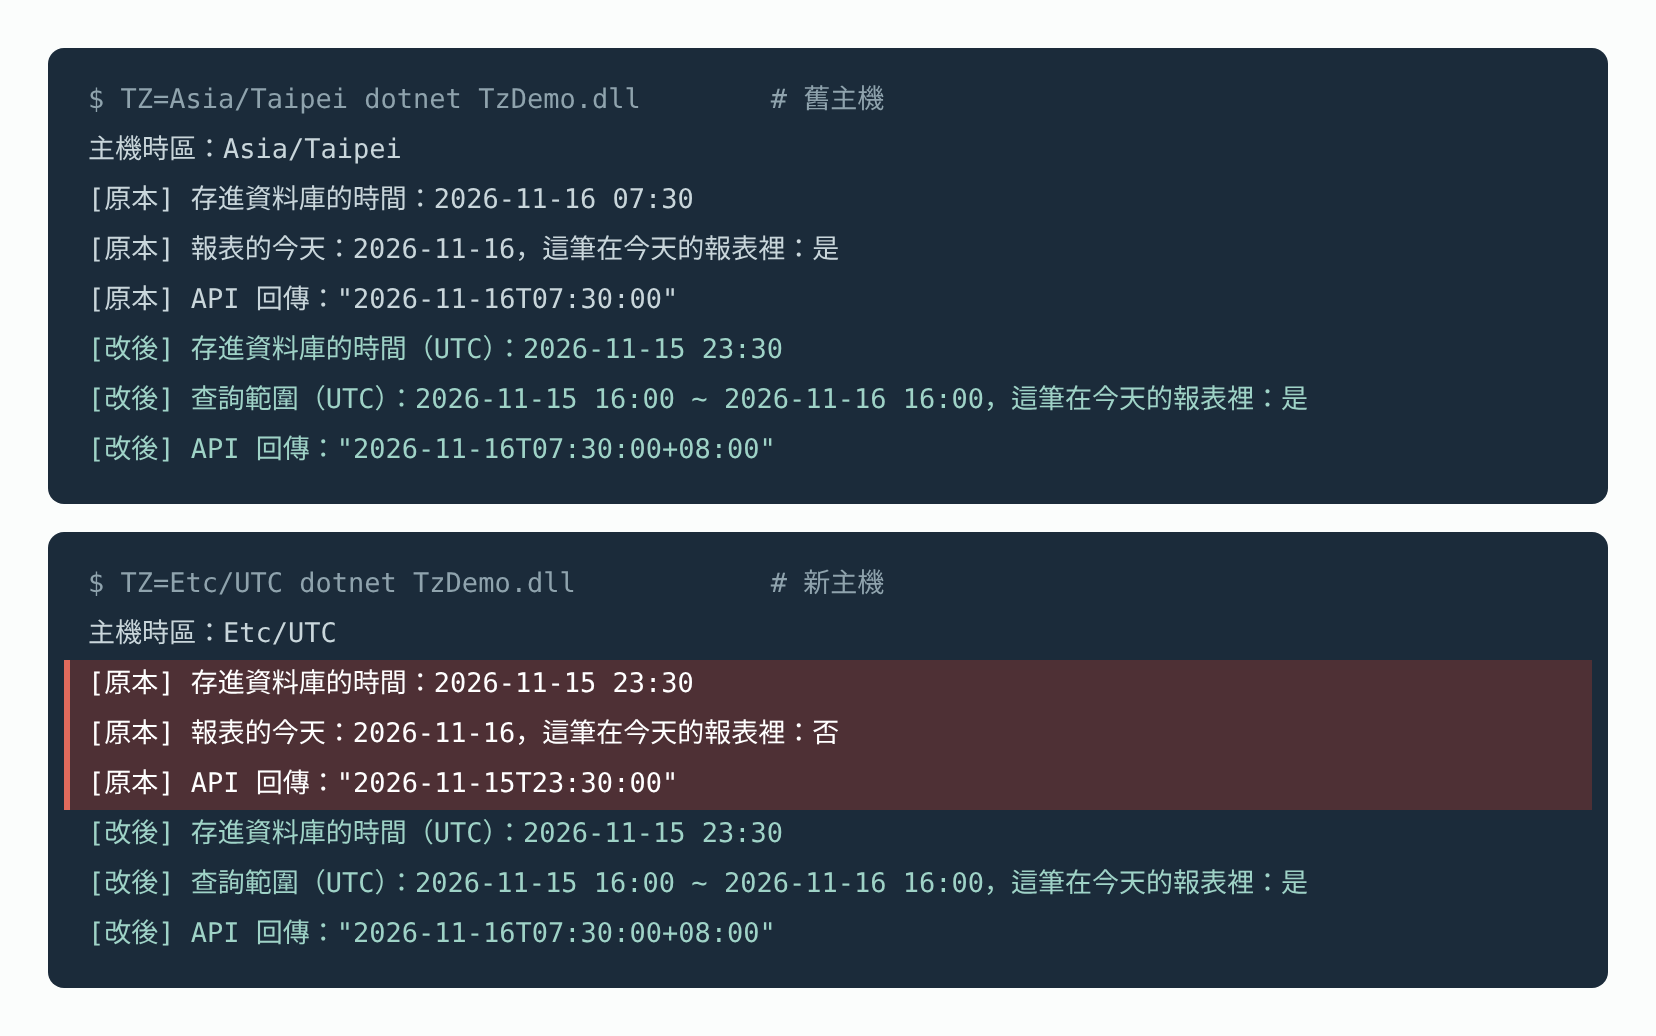 $ TZ=Asia/Taipei dotnet TzDemo.dll        # 舊主機
主機時區：Asia/Taipei
[原本] 存進資料庫的時間：2026-11-16 07:30
[原本] 報表的今天：2026-11-16，這筆在今天的報表裡：是
[原本] API 回傳："2026-11-16T07:30:00"
[改後] 存進資料庫的時間（UTC）：2026-11-15 23:30
[改後] 查詢範圍（UTC）：2026-11-15 16:00 ~ 2026-11-16 16:00，這筆在今天的報表裡：是
[改後] API 回傳："2026-11-16T07:30:00+08:00"
$ TZ=Etc/UTC dotnet TzDemo.dll            # 新主機
主機時區：Etc/UTC
[原本] 存進資料庫的時間：2026-11-15 23:30
[原本] 報表的今天：2026-11-16，這筆在今天的報表裡：否
[原本] API 回傳："2026-11-15T23:30:00"
[改後] 存進資料庫的時間（UTC）：2026-11-15 23:30
[改後] 查詢範圍（UTC）：2026-11-15 16:00 ~ 2026-11-16 16:00，這筆在今天的報表裡：是
[改後] API 回傳："2026-11-16T07:30:00+08:00"